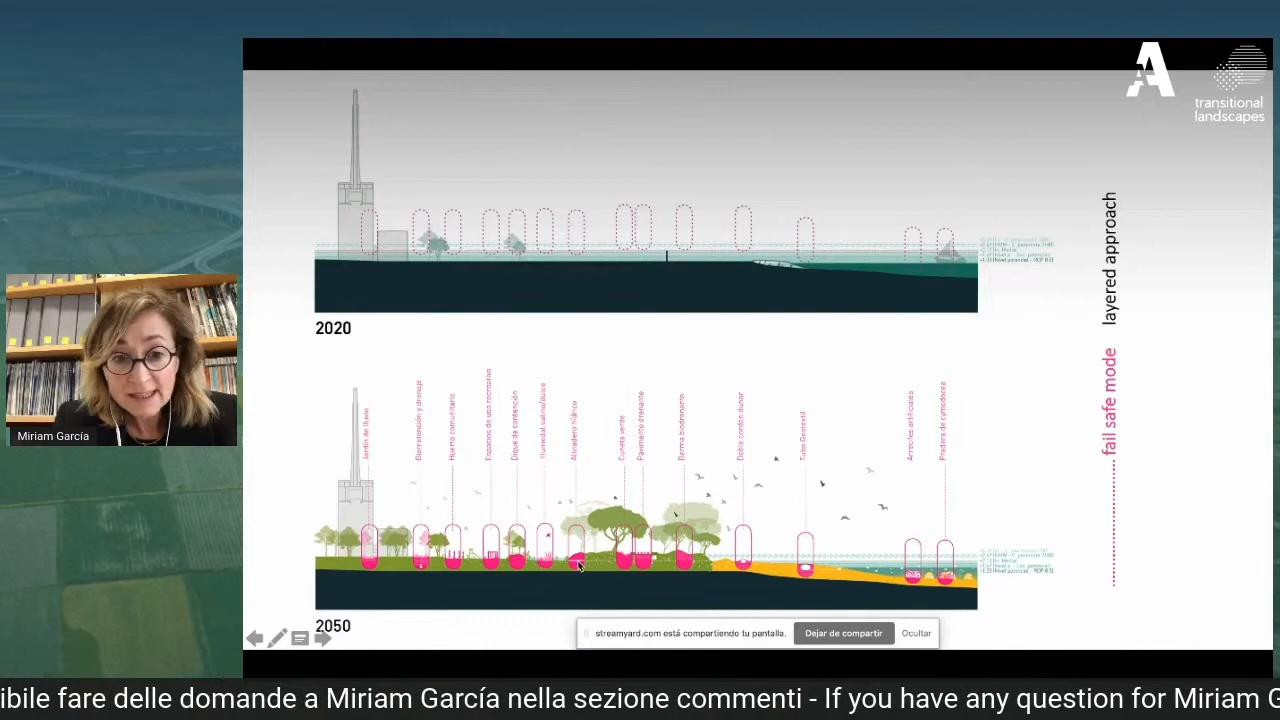 A
transitional
landscapes
layered approach
fail safe mode
2020
Jardín de lluvia
Biorretención y drenaje
Huerto comunitario
Espacios de uso recreativo
Dique de contención
Humedal salino/dulce
Aliviadero hídrico
Cuneta verde
Pavimento drenante
Berma biodrenante
Doble cordón dunar
Tubo Geotextil
Arrecifes artificiales
Pradera de cymodocea
2050
Miriam García
streamyard.com está compartiendo tu pantalla.
Dejar de compartir
Ocultar
ibile fare delle domande a Miriam García nella sezione commenti - If you have any question for Miriam G